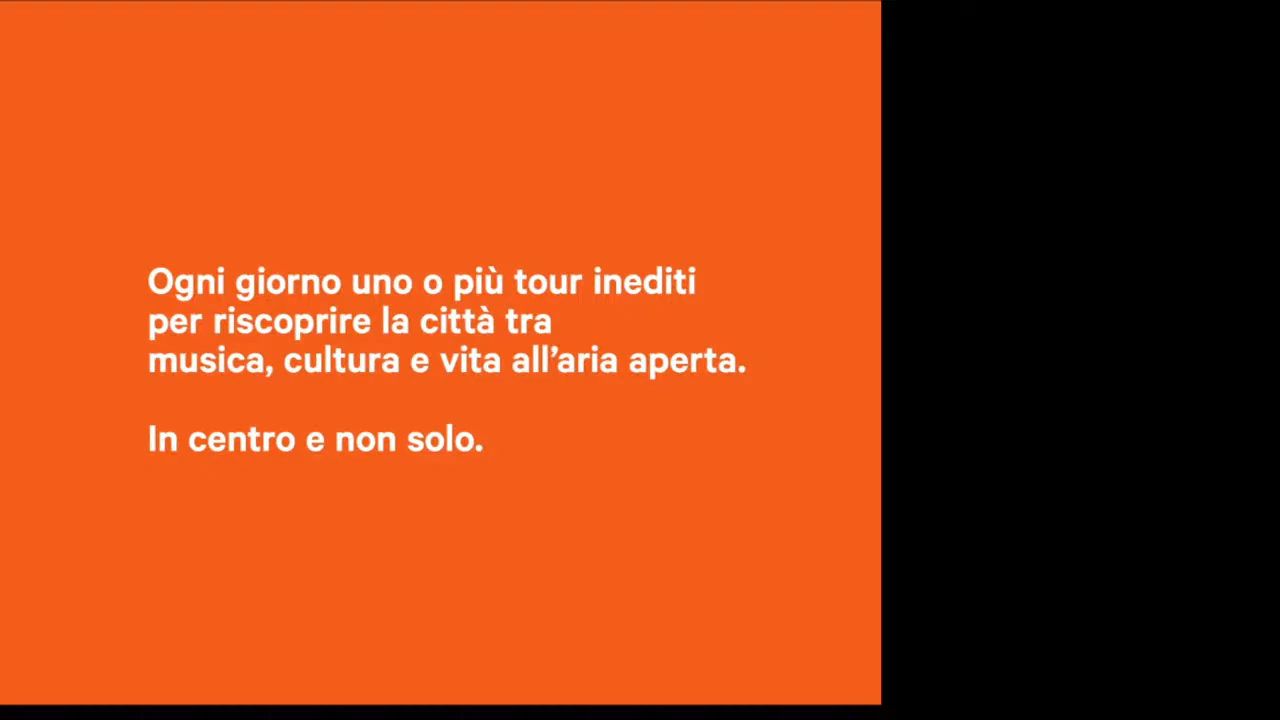 Ogni giorno uno o più tour inediti
per riscoprire la città tra
musica, cultura e vita all’aria aperta.
In centro e non solo.